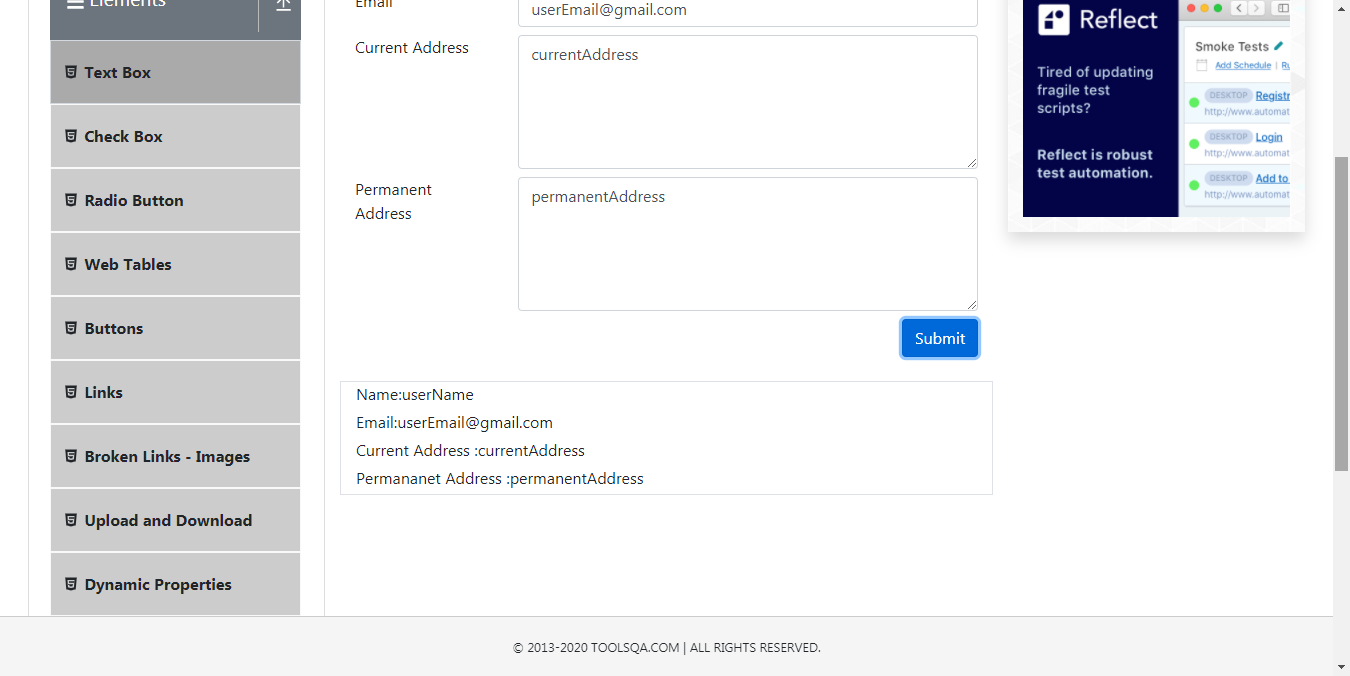 Elements
Text Box
Check Box
Radio Button
Web Tables
Buttons
Links
Broken Links - Images
Upload and Download
Dynamic Properties
Email
userEmail@gmail.com
Current Address
currentAddress
Permanent
Address
permanentAddress
Submit
Name:userName
Email:userEmail@gmail.com
Current Address :currentAddress
Permananet Address :permanentAddress
Reflect
Tired of updating
fragile test
scripts?
Reflect is robust
test automation.
Smoke Tests
Add Schedule |
DESKTOP
http://www.automat
DESKTOP Login
http://www.automat
DESKTOP Add to
http://www.automat
© 2013-2020 TOOLSQA.COM | ALL RIGHTS RESERVED.